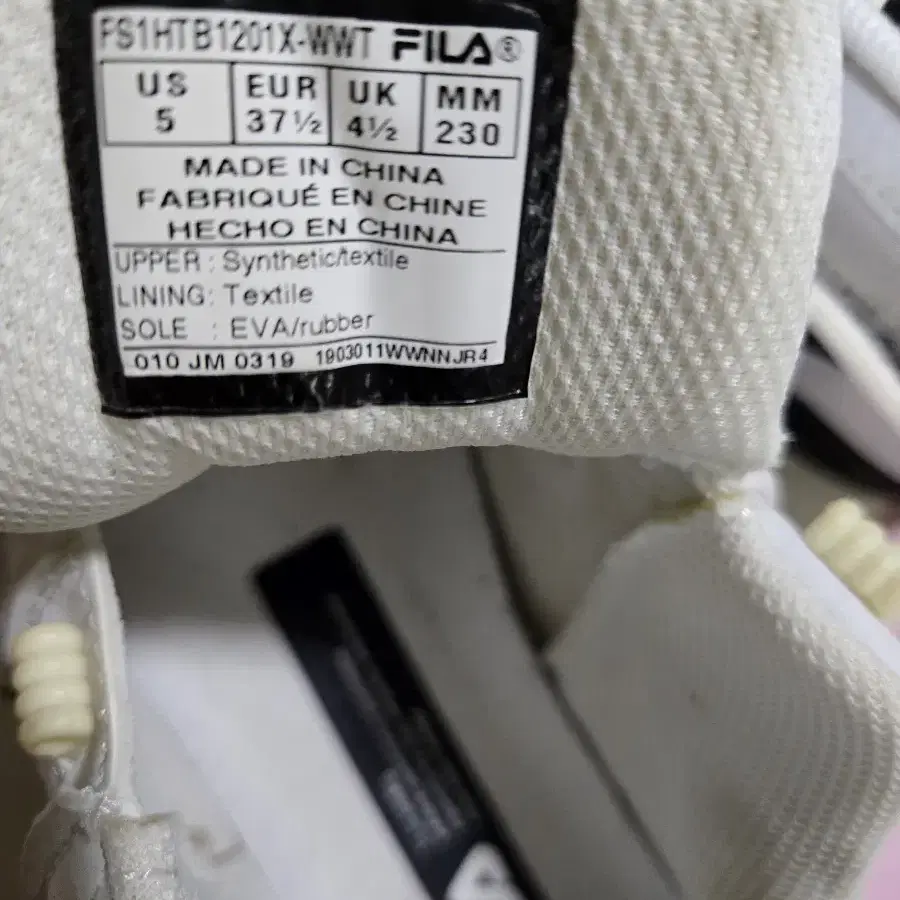 FS1HTB1201X-WWT FILA®
US EUR UK MM
5 37½ 4½ 230
MADE IN CHINA
FABRIQUÉ EN CHINE
HECHO EN CHINA
UPPER : Synthetic/textile
LINING: Textile
SOLE : EVA/rubber
010 JM 0319 1903011WWNNJR4